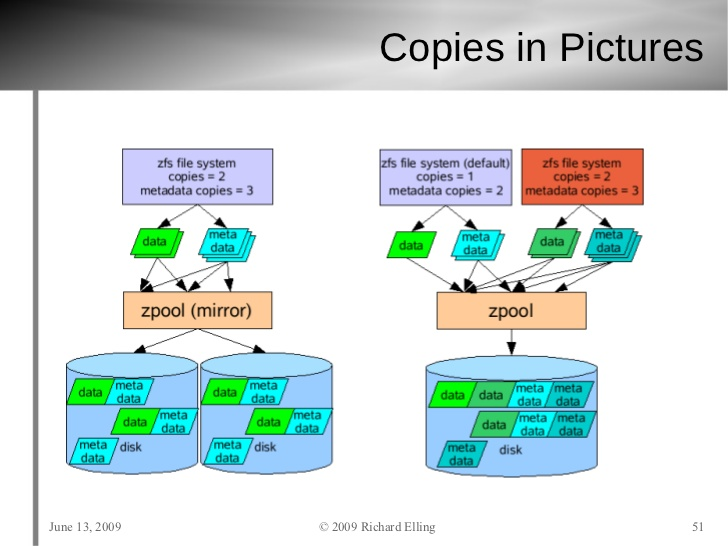 Copies in Pictures
zfs file system
copies = 2
metadata copies = 3
data
meta
data
zpool (mirror)
data
meta
data
data
meta
data
meta
data
disk
data
meta
data
data
meta
data
meta
data
disk
zfs file system (default)
copies = 1
metadata copies = 2
zfs file system
copies = 2
metadata copies = 3
data
meta
data
data
meta
data
zpool
data
data
meta
data
meta
data
data
meta
data
meta
data
meta
data
disk
June 13, 2009
© 2009 Richard Elling
51